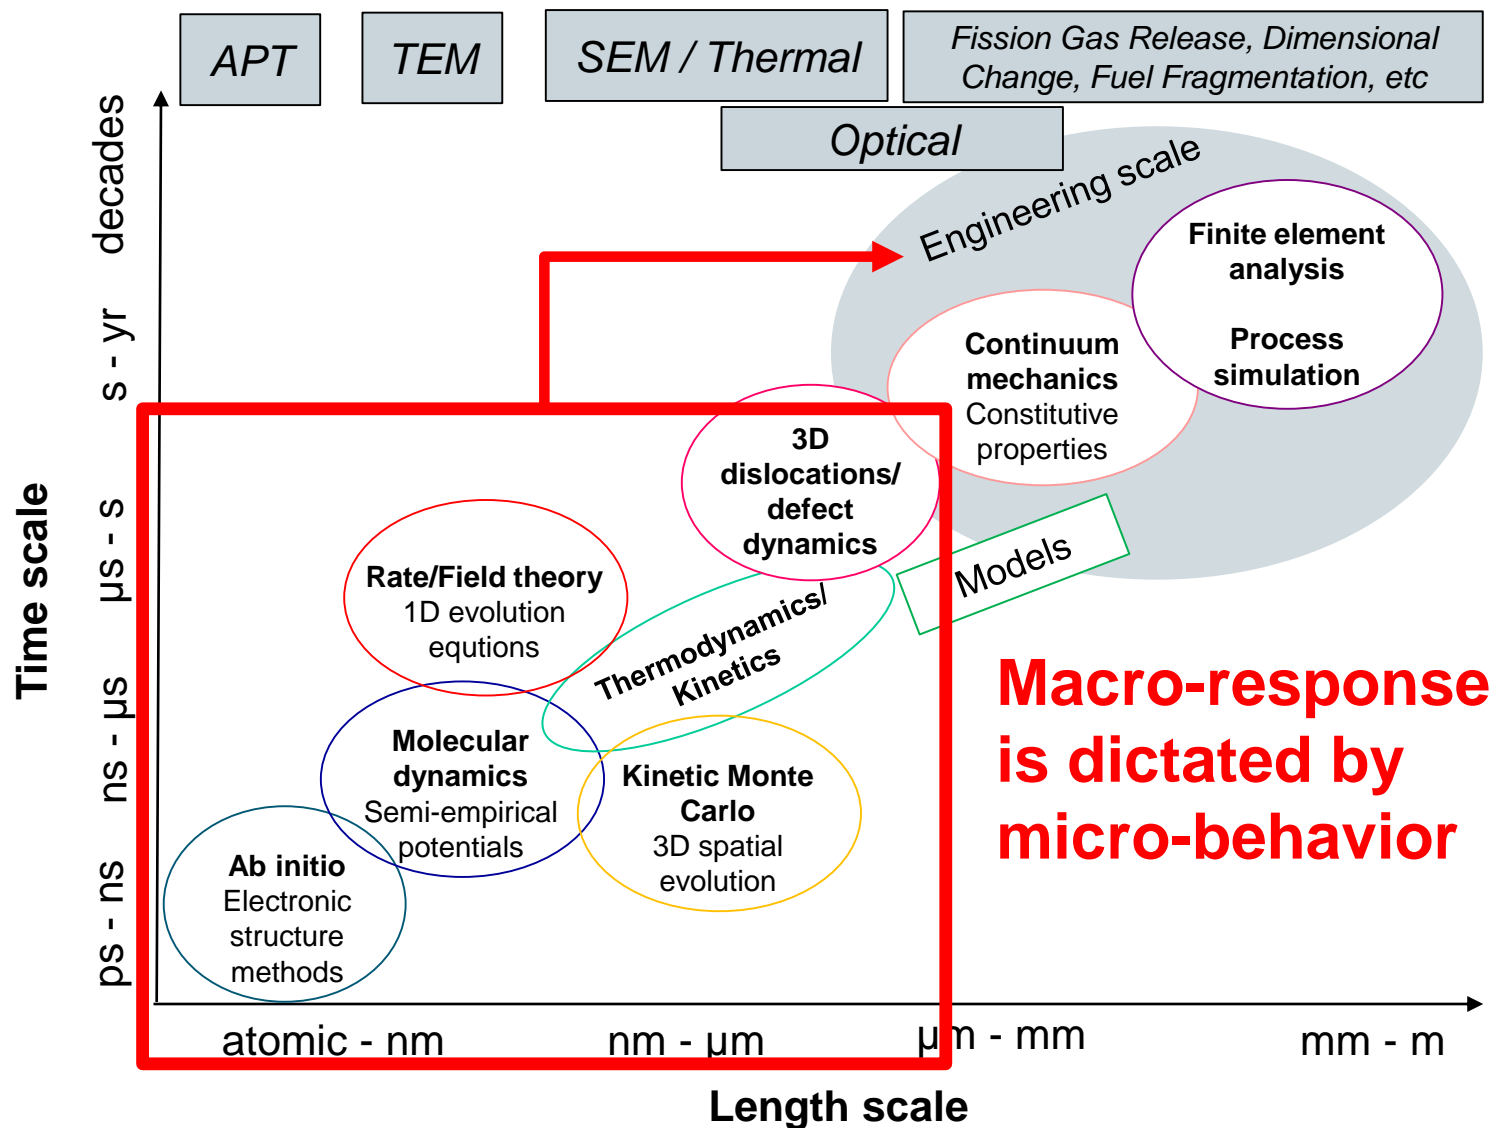 APT
TEM
SEM / Thermal
Fission Gas Release, Dimensional
Change, Fuel Fragmentation, etc
Optical
Engineering scale
Finite element
analysis
Process
simulation
Continuum
mechanics
Constitutive
properties
3D
dislocations/
defect
dynamics
Models
Rate/Field theory
1D evolution
equtions
Thermodynamics/
Kinetics
Molecular
dynamics
Semi-empirical
potentials
Kinetic Monte
Carlo
3D spatial
evolution
Ab initio
Electronic
structure
methods
Macro-response
is dictated by
micro-behavior
Time scale
decades
s - yr
µs - s
ns - µs
ps - ns
atomic - nm
nm - µm
µm - mm
mm - m
Length scale